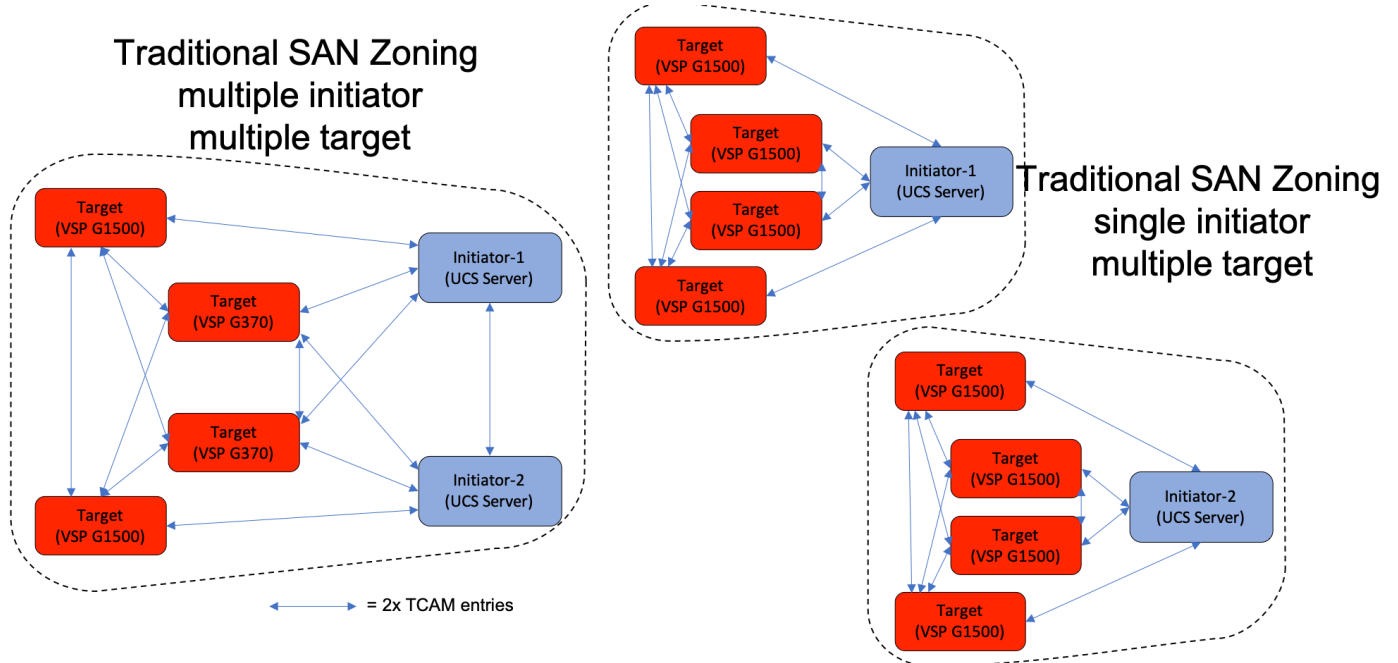 Traditional SAN Zoning
multiple initiator
multiple target
Target
(VSP G1500)
Initiator-1
(UCS Server)
Target
(VSP G370)
Target
(VSP G370)
Initiator-2
(UCS Server)
Target
(VSP G1500)
= 2x TCAM entries
Target
(VSP G1500)
Target
(VSP G1500)
Initiator-1
(UCS Server)
Target
(VSP G1500)
Target
(VSP G1500)
Traditional SAN Zoning
single initiator
multiple target
Target
(VSP G1500)
Target
(VSP G1500)
Initiator-2
(UCS Server)
Target
(VSP G1500)
Target
(VSP G1500)